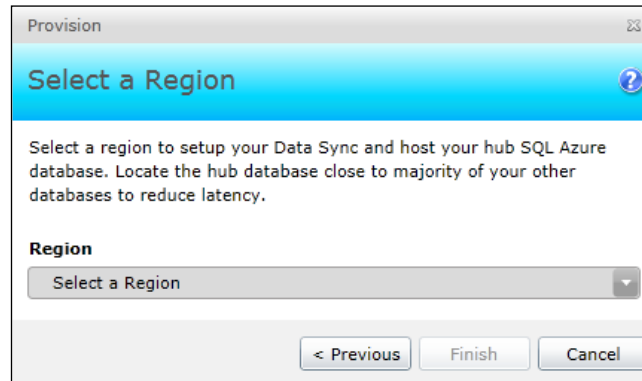 Provision
Select a Region
?
Select a region to setup your Data Sync and host your hub SQL Azure
database. Locate the hub database close to majority of your other
databases to reduce latency.
Region
Select a Region
< Previous Finish Cancel